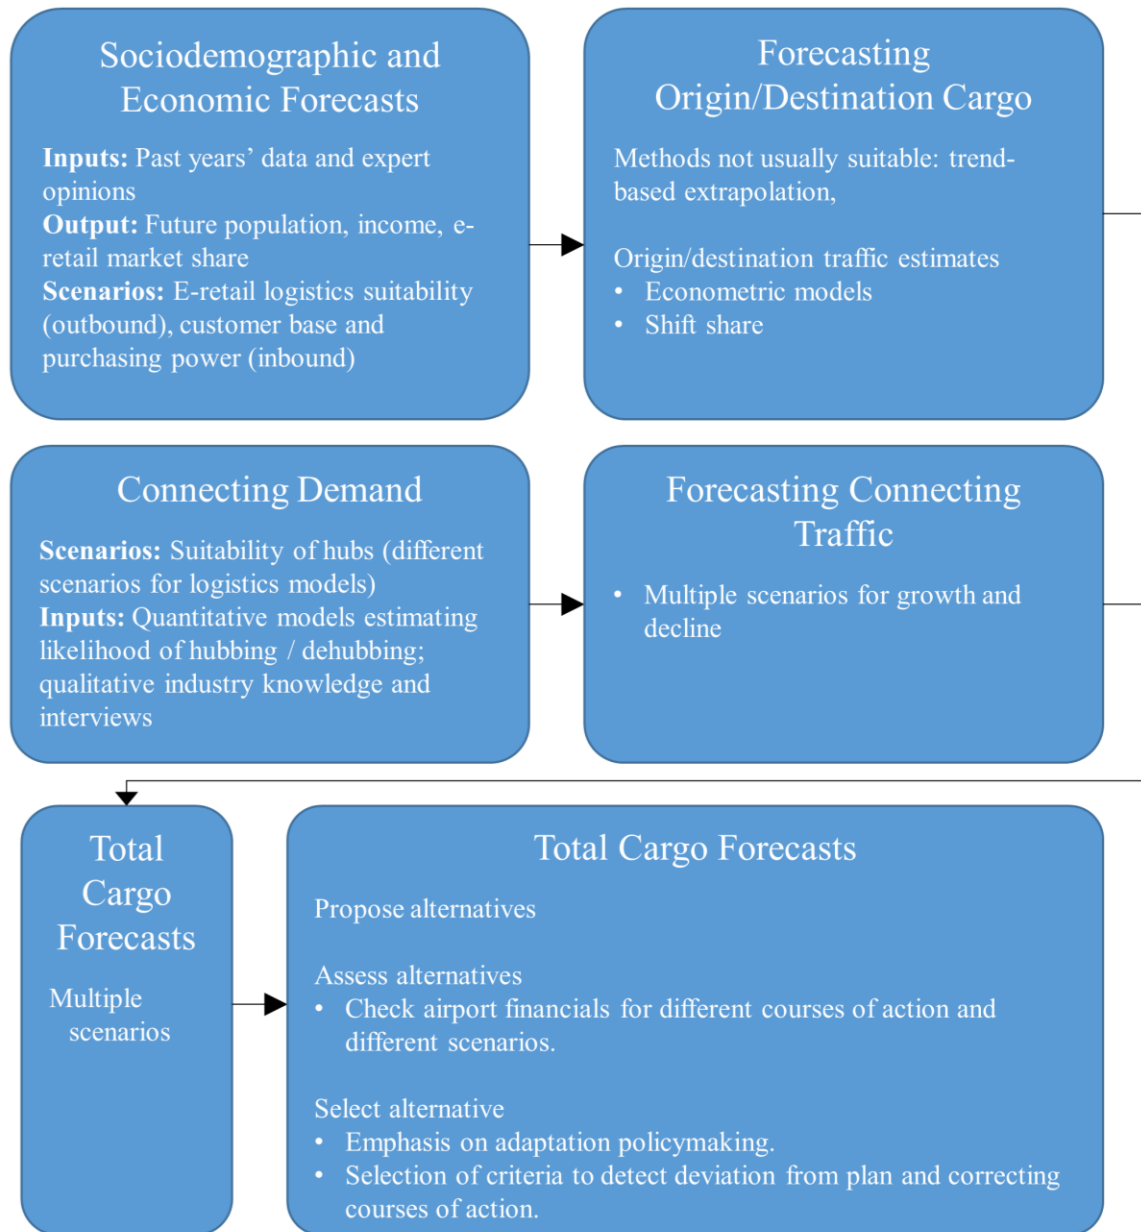 Sociodemographic and
Economic Forecasts
Inputs: Past years’ data and expert
opinions
Output: Future population, income, e-
retail market share
Scenarios: E-retail logistics suitability
(outbound), customer base and
purchasing power (inbound)
Forecasting
Origin/Destination Cargo
Methods not usually suitable: trend-
based extrapolation,
Origin/destination traffic estimates
• Econometric models
• Shift share
Connecting Demand
Scenarios: Suitability of hubs (different
scenarios for logistics models)
Inputs: Quantitative models estimating
likelihood of hubbing / dehubbing;
qualitative industry knowledge and
interviews
Forecasting Connecting
Traffic
• Multiple scenarios for growth and
decline
Total
Cargo
Forecasts
Multiple
scenarios
Total Cargo Forecasts
Propose alternatives
Assess alternatives
• Check airport financials for different courses of action and
different scenarios.
Select alternative
• Emphasis on adaptation policymaking.
• Selection of criteria to detect deviation from plan and correcting
courses of action.